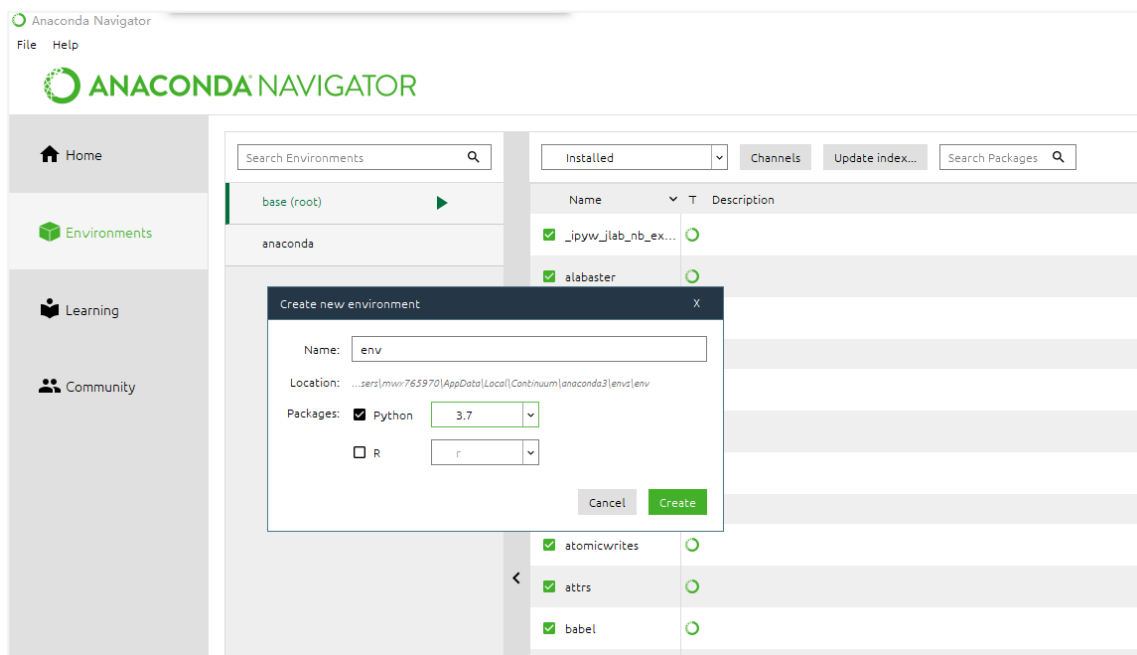 Anaconda Navigator
File Help
ANACONDA NAVIGATOR
Home
Environments
Learning
Community
Search Environments
base (root)
anaconda
Installed
Channels
Update index...
Search Packages
Name T Description
_ipyw_jlab_nb_ex...
alabaster
Create new environment X
Name: env
Location: ...sers\mwx765970\AppData\Local\Continuum\anaconda3\envs\env
Packages: Python 3.7
R r
Cancel Create
atomicwrites
attrs
babel